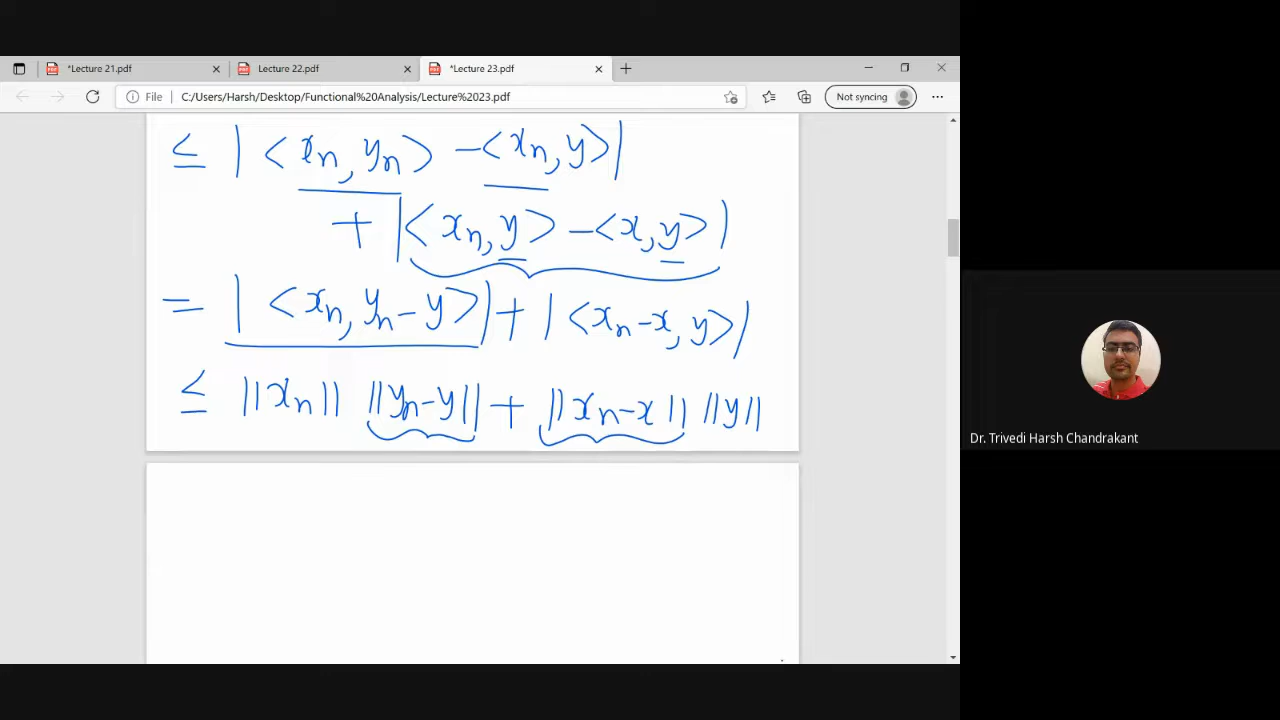 *Lecture 21.pdf
Lecture 22.pdf
*Lecture 23.pdf
File
C:/Users/Harsh/Desktop/Functional%20Analysis/Lecture%2023.pdf
Not syncing
≤ |<xₙ, yₙ> - <xₙ, y>|
+ |<xₙ, y> - <x, y>|
= |<xₙ, yₙ - y>| + |<xₙ - x, y>|
≤ ||xₙ|| ||yₙ - y|| + ||xₙ - x|| ||y||
Dr. Trivedi Harsh Chandrakant